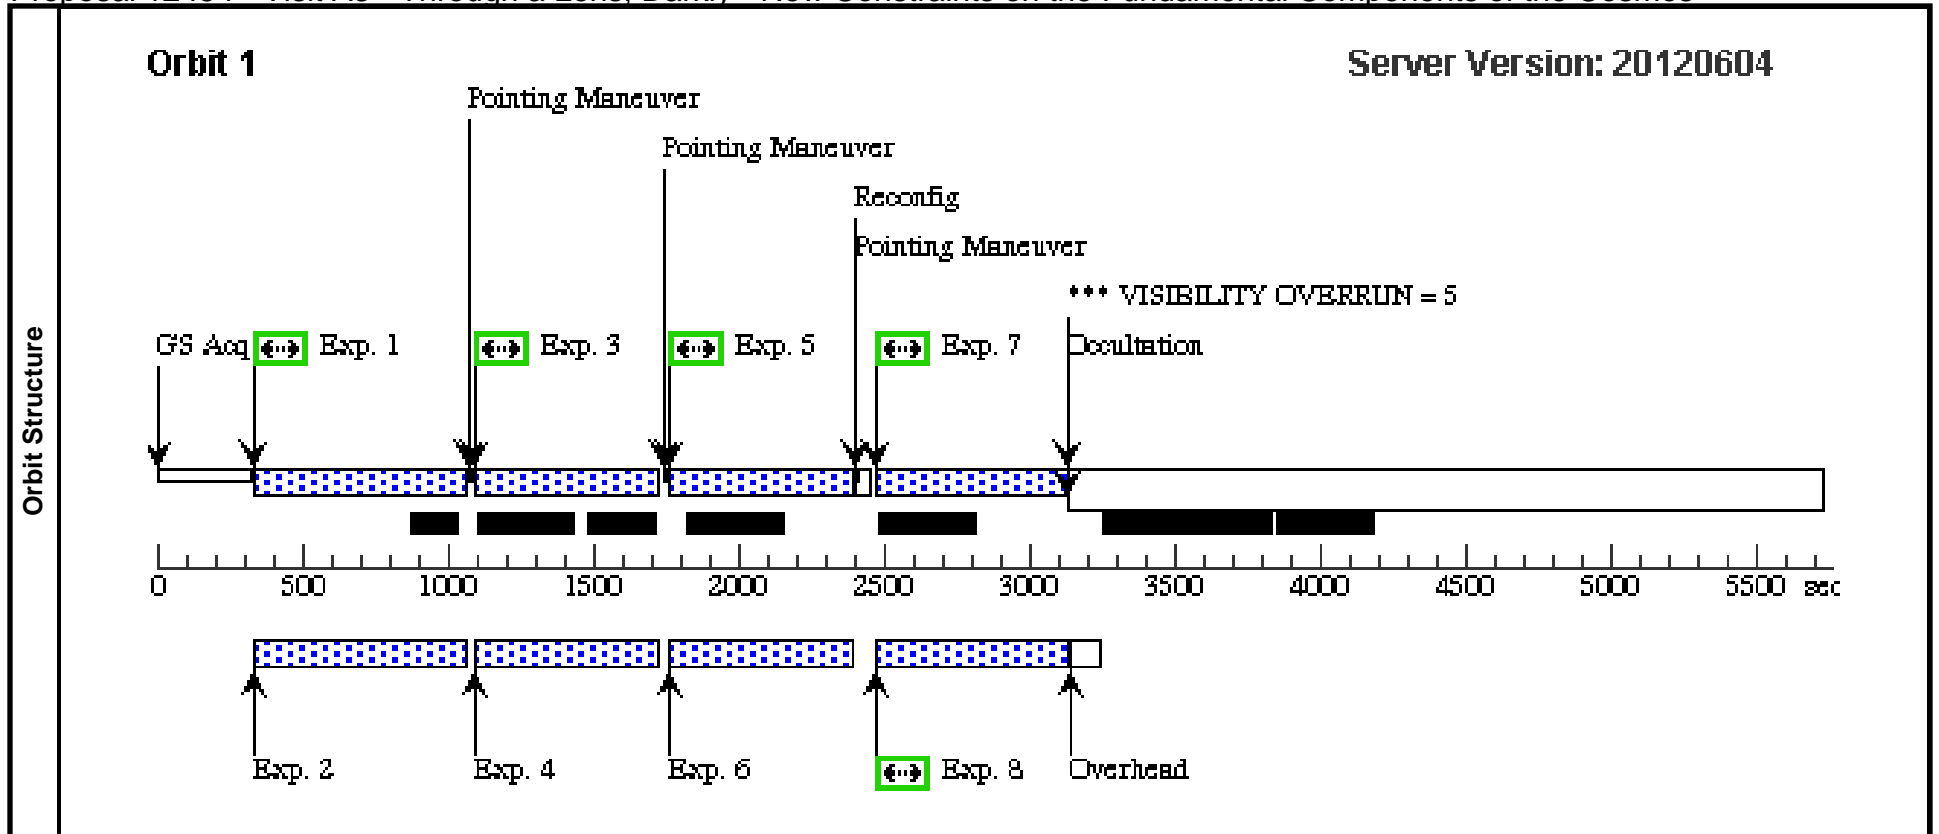 Orbit Structure
Orbit 1
Server Version: 20120604
Pointing Maneuver
Pointing Maneuver
Reconfig
Pointing Maneuver
*** VISIBILITY OVERRUN = 5
GS Acq
Exp. 1
Exp. 3
Exp. 5
Exp. 7
Occultation
0 500 1000 1500 2000 2500 3000 3500 4000 4500 5000 5500 sec
Exp. 2
Exp. 4
Exp. 6
Exp. 8
Overhead